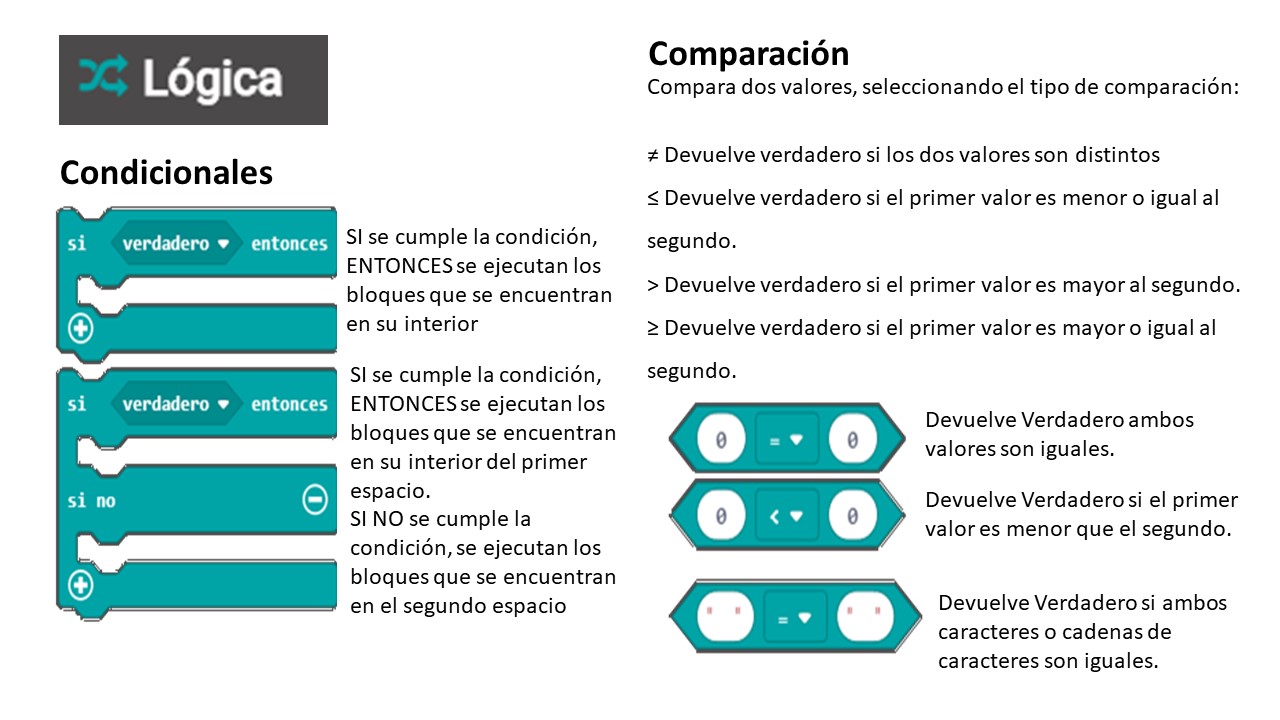 Lógica
Condicionales
si verdadero entonces
SI se cumple la condición,
ENTONCES se ejecutan los
bloques que se encuentran
en su interior
si verdadero entonces
si no
SI se cumple la condición,
ENTONCES se ejecutan los
bloques que se encuentran
en su interior del primer
espacio.
SI NO se cumple la
condición, se ejecutan los
bloques que se encuentran
en el segundo espacio
Comparación
Compara dos valores, seleccionando el tipo de comparación:
≠ Devuelve verdadero si los dos valores son distintos
≤ Devuelve verdadero si el primer valor es menor o igual al
segundo.
> Devuelve verdadero si el primer valor es mayor al segundo.
≥ Devuelve verdadero si el primer valor es mayor o igual al
segundo.
0 = 0
Devuelve Verdadero ambos
valores son iguales.
0 < 0
Devuelve Verdadero si el primer
valor es menor que el segundo.
" " = " "
Devuelve Verdadero si ambos
caracteres o cadenas de
caracteres son iguales.